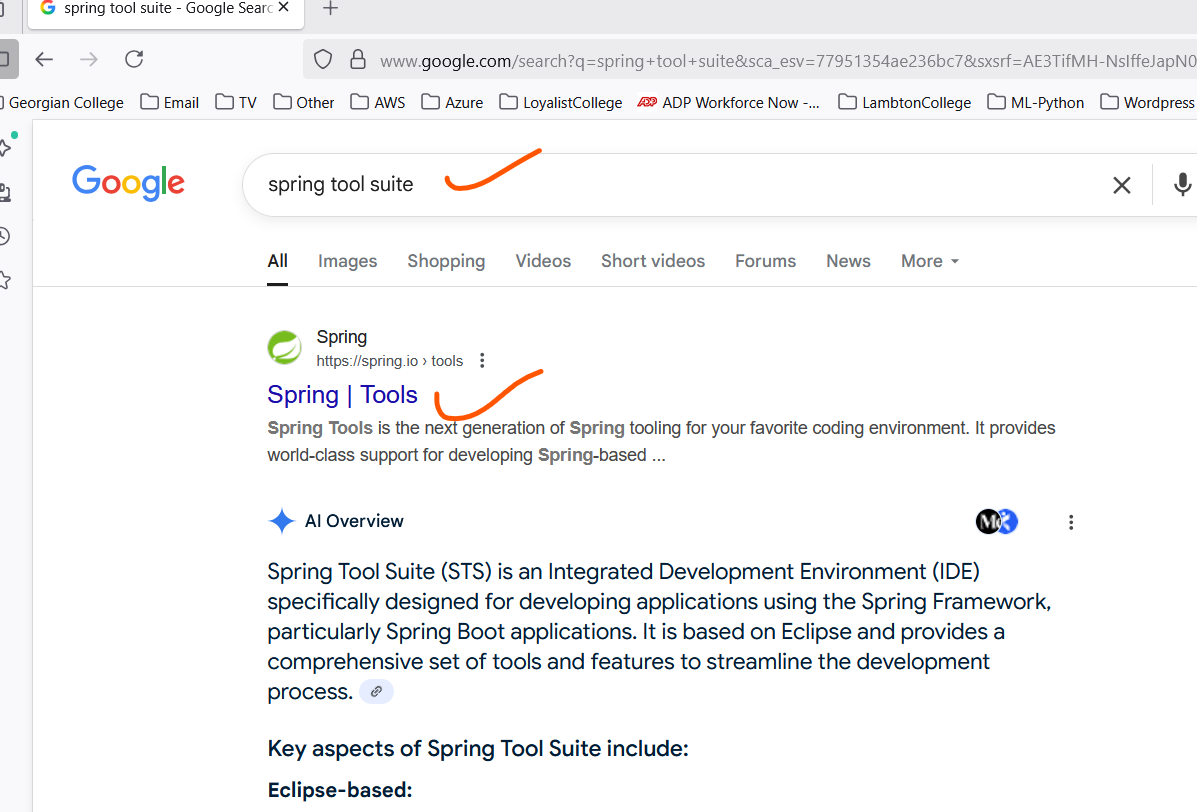 spring tool suite - Google Searc
www.google.com/search?q=spring+tool+suite&sca_esv=77951354ae236bc7&sxsrf=AE3TifMH-NsIffeJapN0
Georgian College Email TV Other AWS Azure LoyalistCollege ADP ADP Workforce Now -... LambtonCollege ML-Python Wordpress
Google
spring tool suite
All Images Shopping Videos Short videos Forums News More
Spring
https://spring.io › tools
Spring | Tools
Spring Tools is the next generation of Spring tooling for your favorite coding environment. It provides
world-class support for developing Spring-based ...
AI Overview
Spring Tool Suite (STS) is an Integrated Development Environment (IDE)
specifically designed for developing applications using the Spring Framework,
particularly Spring Boot applications. It is based on Eclipse and provides a
comprehensive set of tools and features to streamline the development
process.
Key aspects of Spring Tool Suite include:
Eclipse-based: